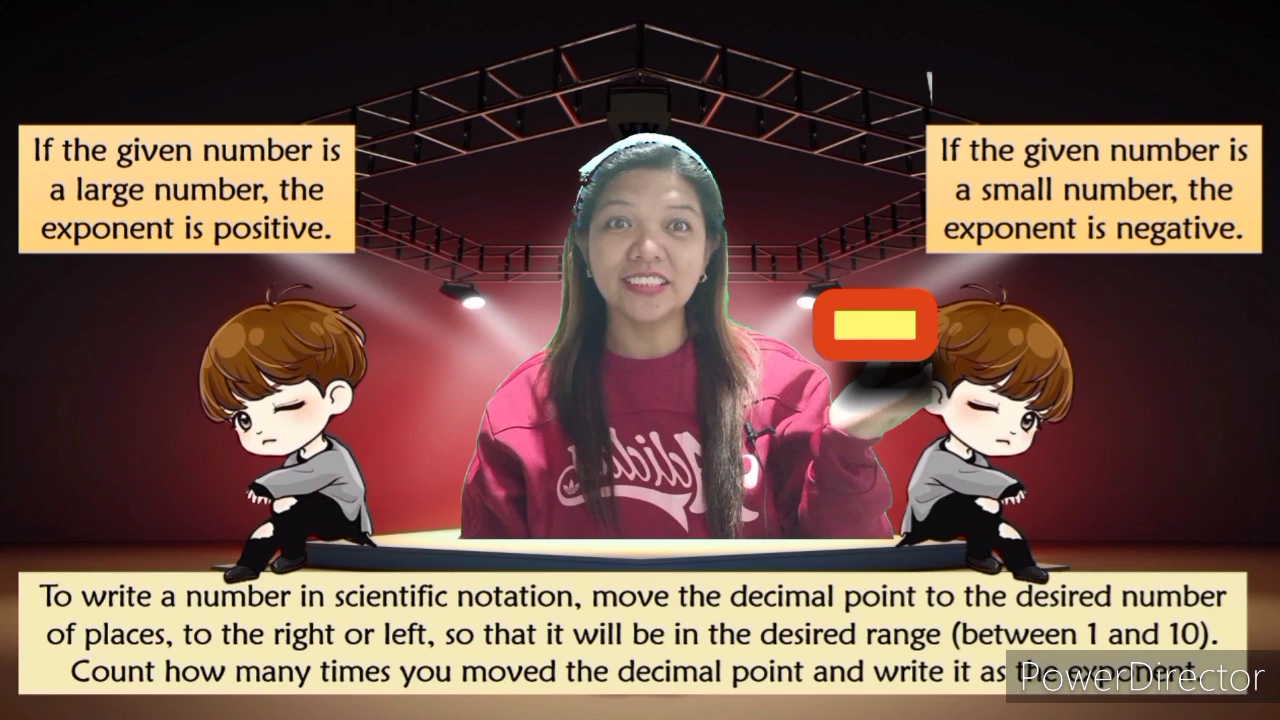 If the given number is
a large number, the
exponent is positive.
If the given number is
a small number, the
exponent is negative.
To write a number in scientific notation, move the decimal point to the desired number
of places, to the right or left, so that it will be in the desired range (between 1 and 10).
Count how many times you moved the decimal point and write it as the exponent.
PowerDirector